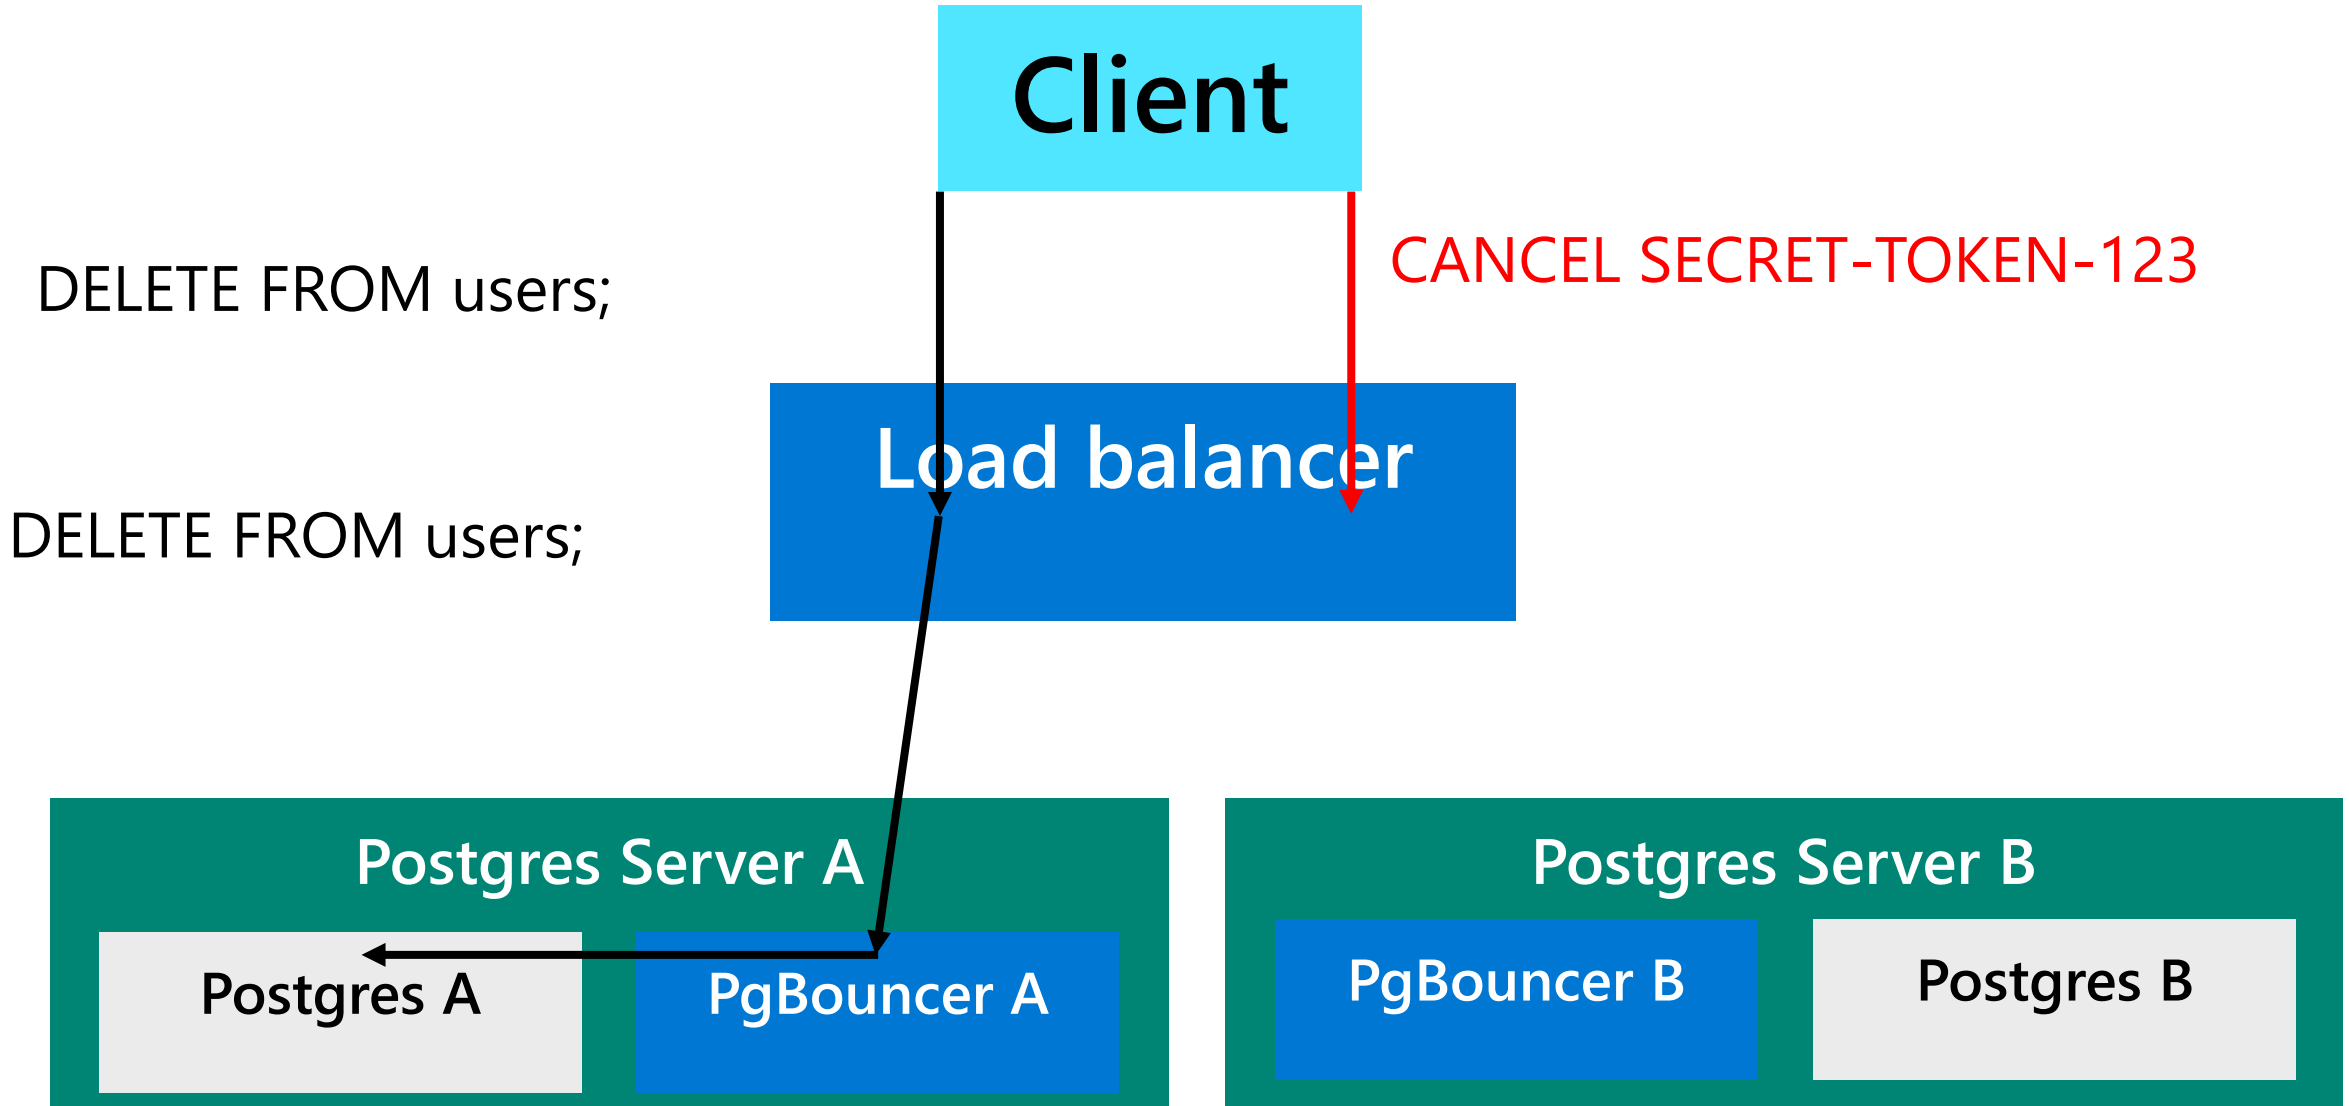 Client
CANCEL SECRET-TOKEN-123
DELETE FROM users;
Load balancer
DELETE FROM users;
Postgres Server A
Postgres A
PgBouncer A
Postgres Server B
PgBouncer B
Postgres B